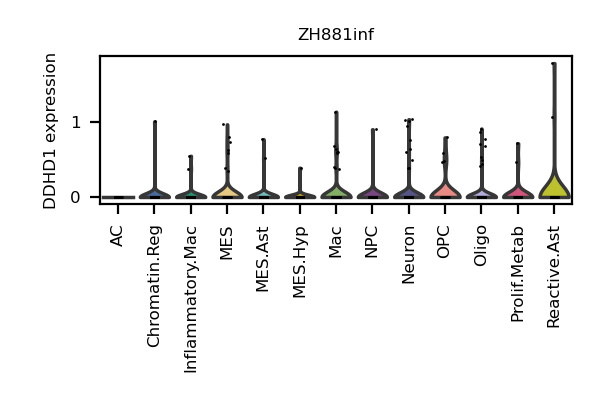 ZH881inf
DDHD1 expression
1
0
AC
Chromatin.Reg
Inflammatory.Mac
MES
MES.Ast
MES.Hyp
Mac
NPC
Neuron
OPC
Oligo
Prolif.Metab
Reactive.Ast